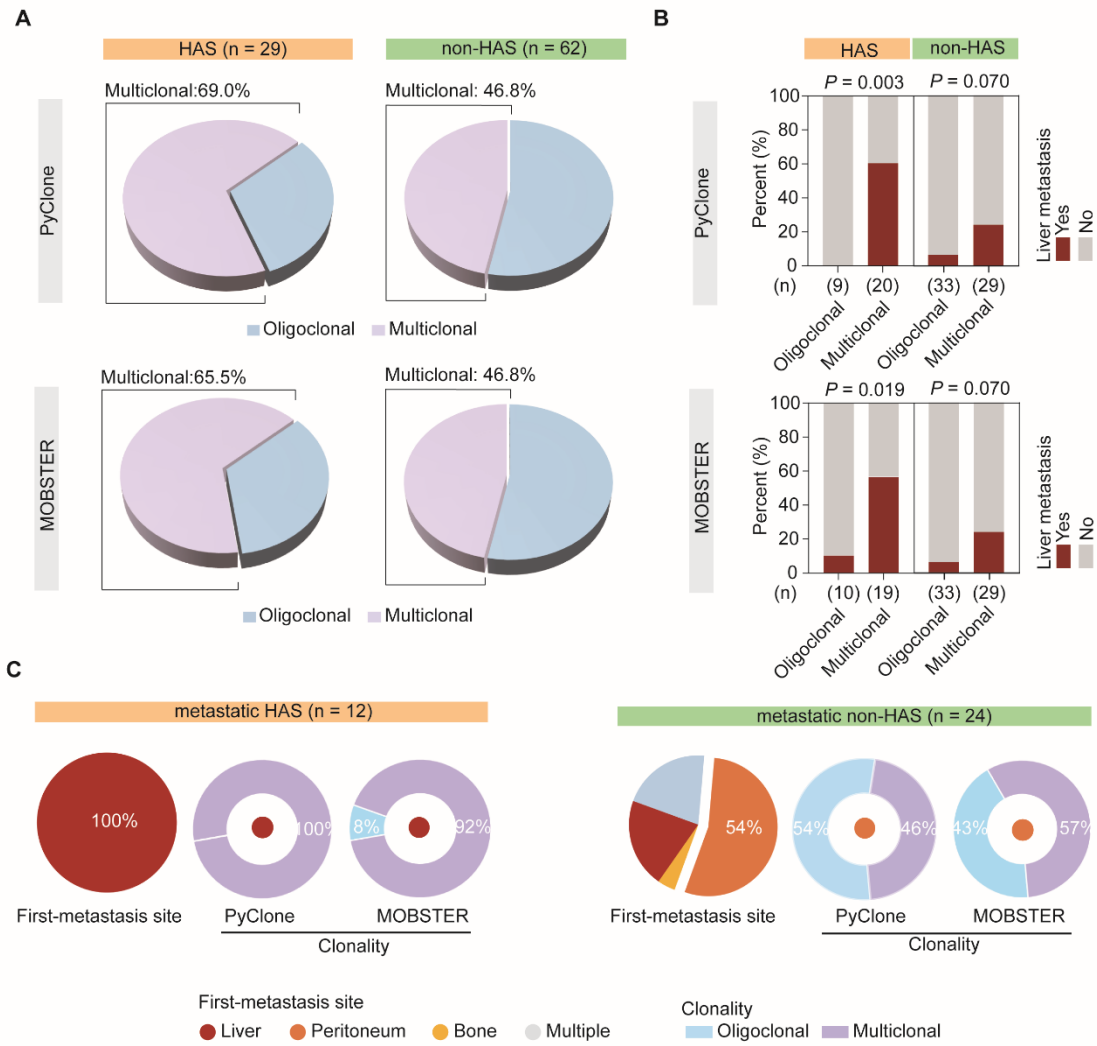 A
HAS (n = 29)
non-HAS (n = 62)
PyClone
Multiclonal:69.0%
Multiclonal: 46.8%
Oligoclonal
Multiclonal
MOBSTER
Multiclonal:65.5%
Multiclonal: 46.8%
Oligoclonal
Multiclonal
B
HAS
non-HAS
PyClone
P = 0.003
P = 0.070
Percent (%)
100
80
60
40
20
0
(n)
(9)
(20)
(33)
(29)
Oligoclonal
Multiclonal
Oligoclonal
Multiclonal
Liver metastasis
Yes
No
MOBSTER
P = 0.019
P = 0.070
Percent (%)
100
80
60
40
20
0
(n)
(10)
(19)
(33)
(29)
Oligoclonal
Multiclonal
Oligoclonal
Multiclonal
Liver metastasis
Yes
No
C
metastatic HAS (n = 12)
100%
100%
8%
92%
First-metastasis site
PyClone
MOBSTER
Clonality
metastatic non-HAS (n = 24)
54%
54%
46%
43%
57%
First-metastasis site
PyClone
MOBSTER
Clonality
First-metastasis site
Liver
Peritoneum
Bone
Multiple
Clonality
Oligoclonal
Multiclonal